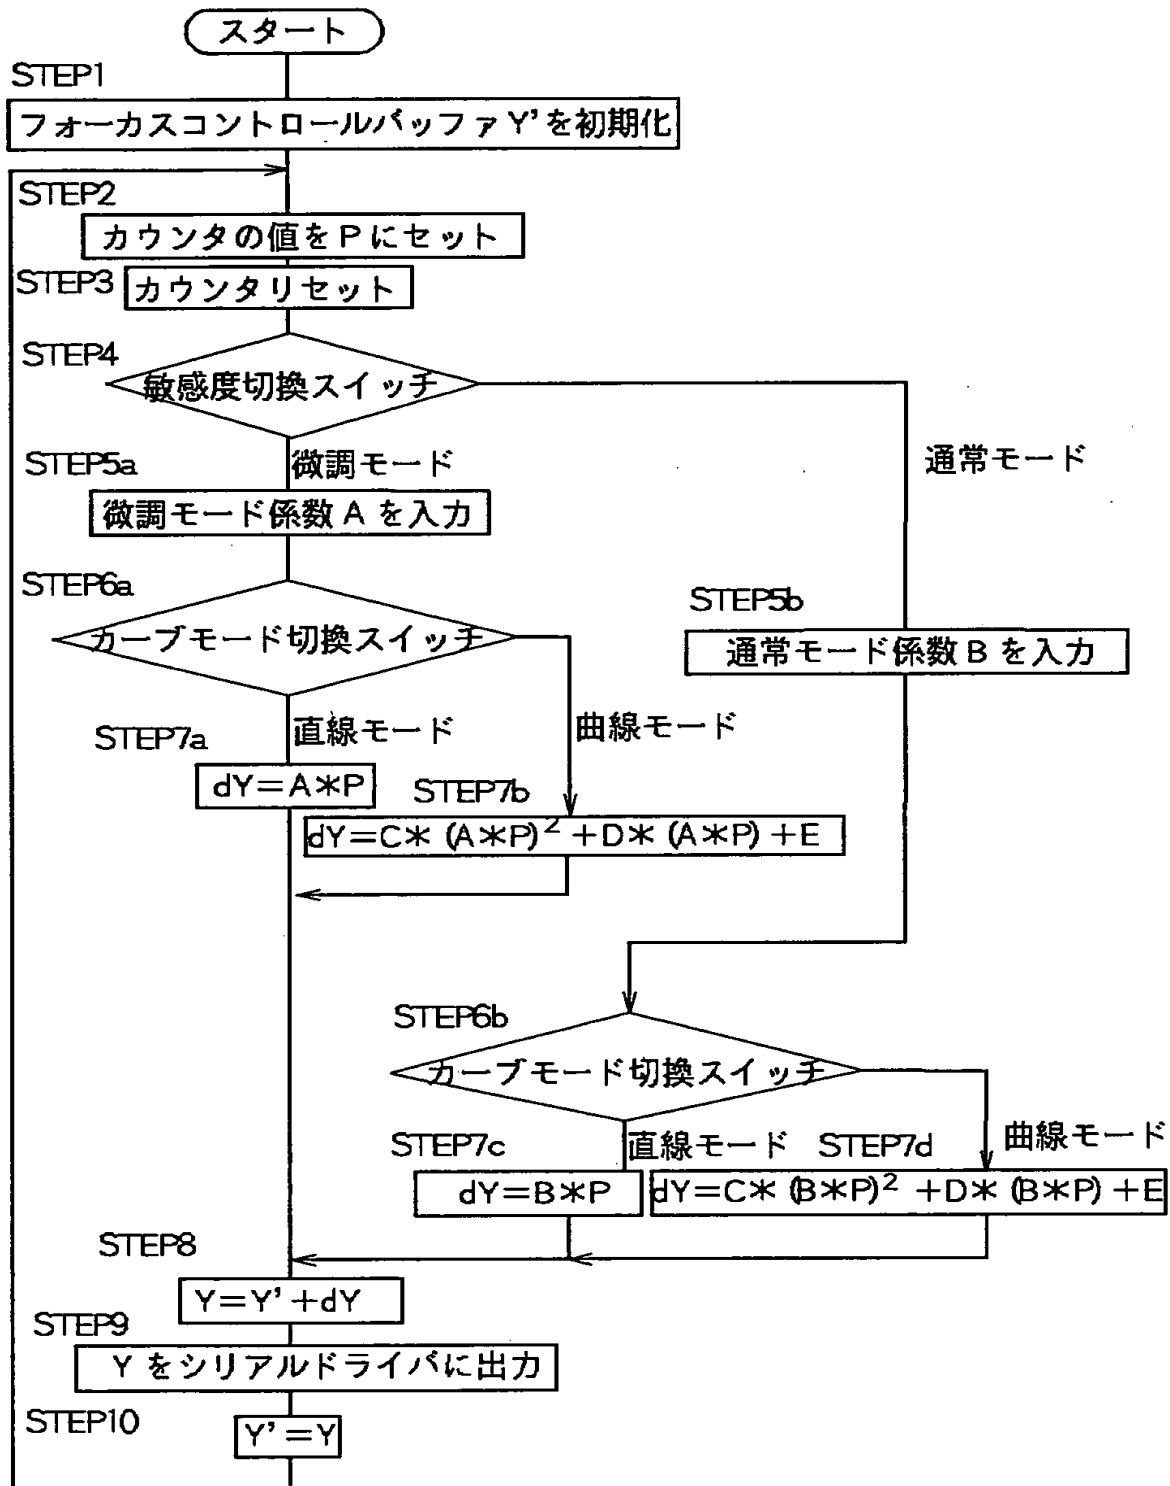 スタート
STEP1
フォーカスコントロールバッファY'を初期化
STEP2
カウンタの値をPにセット
STEP3
カウンタリセット
STEP4
敏感度切換スイッチ
STEP5a
微調モード
通常モード
微調モード係数Aを入力
STEP6a
カーブモード切換スイッチ
STEP5b
通常モード係数Bを入力
STEP7a
直線モード
曲線モード
dY=A*P
STEP7b
dY=C*(A*P)²+D*(A*P)+E
STEP6b
カーブモード切換スイッチ
STEP7c
直線モード
STEP7d
曲線モード
dY=B*P
dY=C*(B*P)²+D*(B*P)+E
STEP8
Y=Y'+dY
STEP9
Yをシリアルドライバに出力
STEP10
Y'=Y